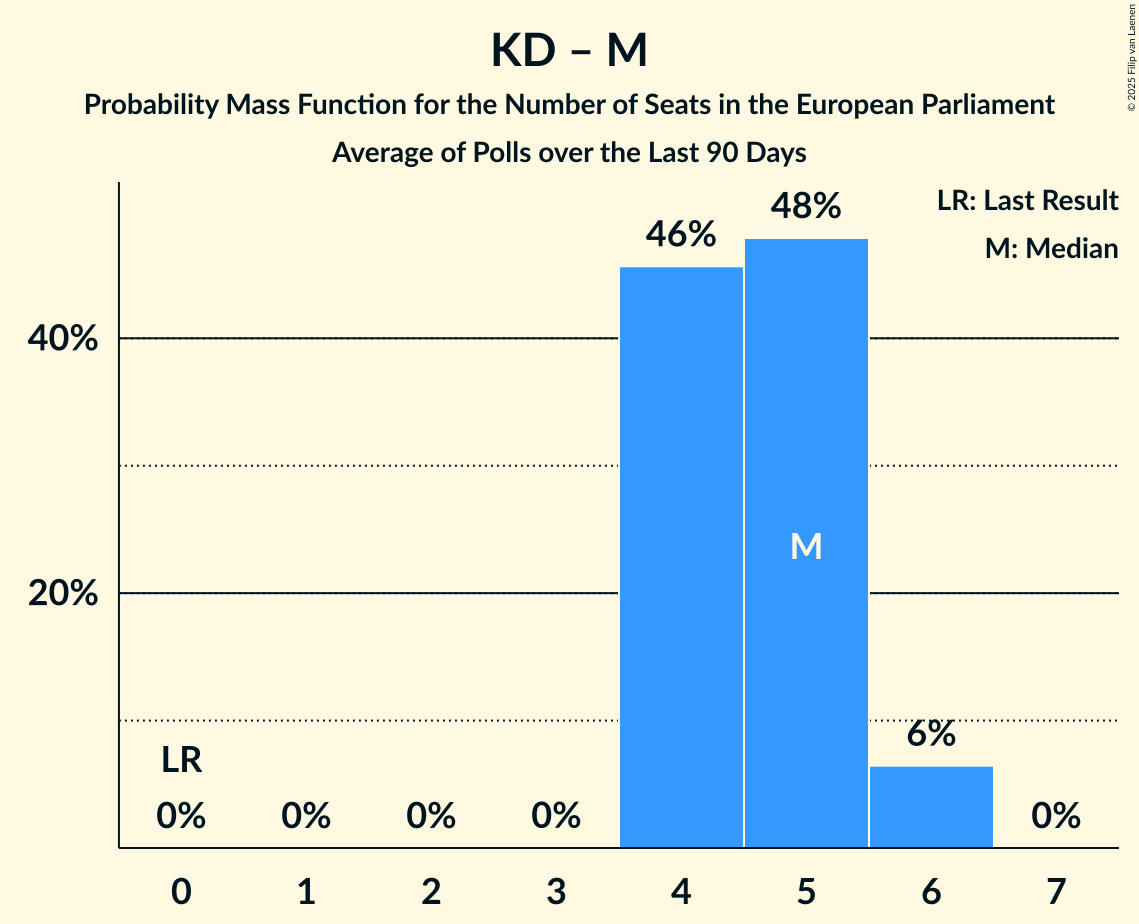 KD – M
Probability Mass Function for the Number of Seats in the European Parliament
Average of Polls over the Last 90 Days
© 2025 Filip van Laenen
LR: Last Result
M: Median
48%
46%
40%
M
20%
6%
LR
0% 0% 0% 0% 0%
0 1 2 3 4 5 6 7